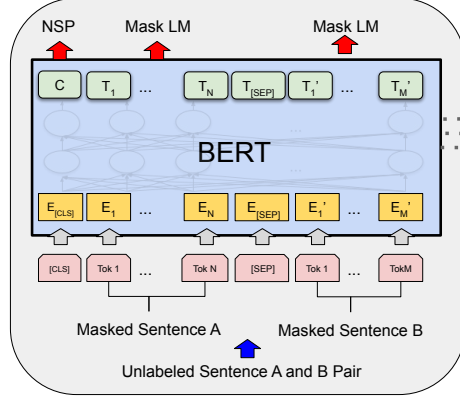 NSP Mask LM Mask LM
C T1 ... TN T[SEP] T1' ... TM'
...
BERT
...
E[CLS] E1 ... EN E[SEP] E1' ... EM'
[CLS] Tok 1 ... Tok N [SEP] Tok 1 ... TokM
Masked Sentence A Masked Sentence B
Unlabeled Sentence A and B Pair